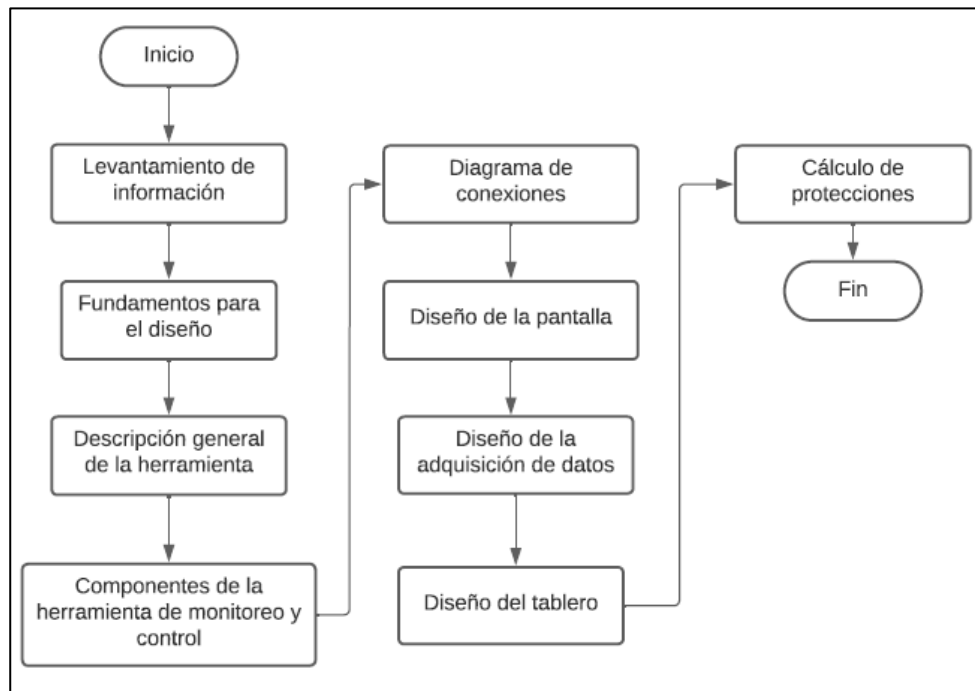 Inicio
Levantamiento de
información
Fundamentos para
el diseño
Descripción general
de la herramienta
Componentes de la
herramienta de monitoreo y
control
Diagrama de
conexiones
Diseño de la pantalla
Diseño de la
adquisición de datos
Diseño del tablero
Cálculo de
protecciones
Fin